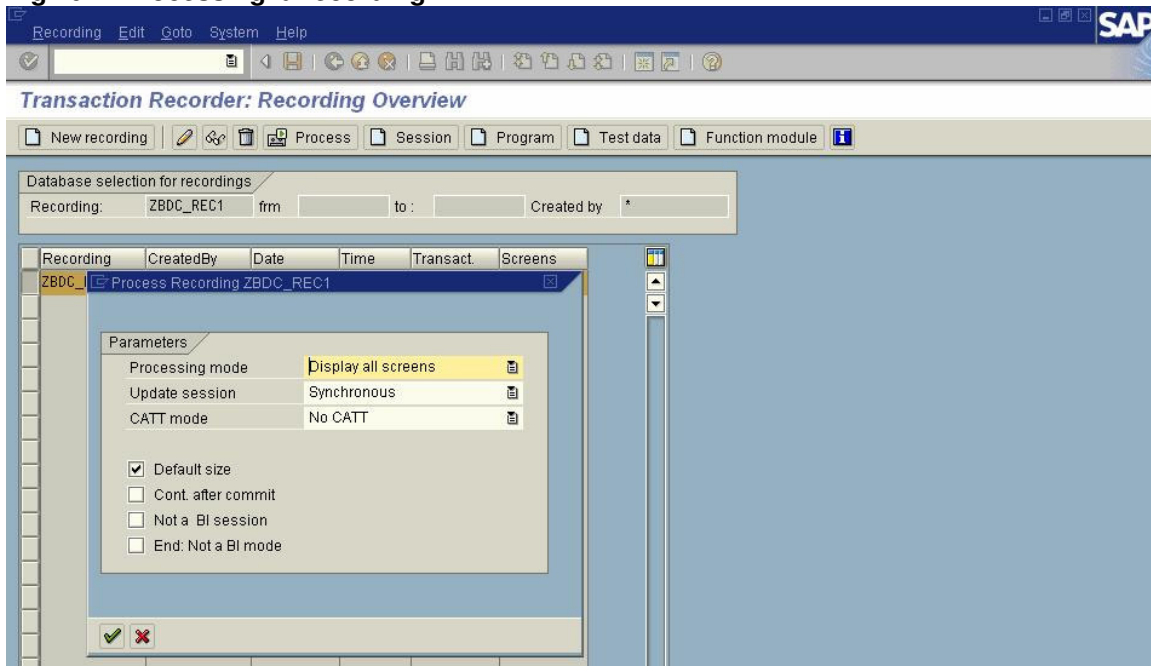 Recording Edit Goto System Help
SAP
Transaction Recorder: Recording Overview
New recording Process Session Program Test data Function module
Database selection for recordings
Recording: ZBDC_REC1 frm to : Created by *
Recording CreatedBy Date Time Transact. Screens
ZBDC_
Process Recording ZBDC_REC1
Parameters
Processing mode Display all screens
Update session Synchronous
CATT mode No CATT
Default size
Cont. after commit
Not a BI session
End: Not a BI mode